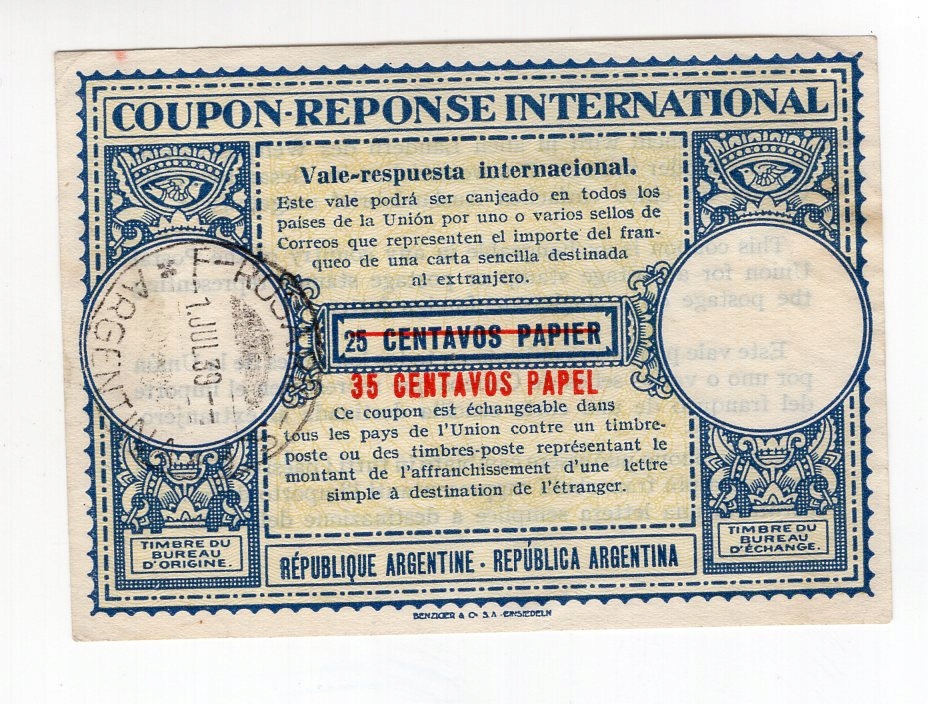 COUPON-REPONSE INTERNATIONAL
Vale-respuesta internacional.
Este vale podrá ser canjeado en todos los
países de la Unión por uno o varios sellos de
Correos que representen el importe del fran-
queo de una carta sencilla destinada
al extranjero.
25 CENTAVOS PAPIER
35 CENTAVOS PAPEL
Ce coupon est échangeable dans
tous les pays de l'Union contre un timbre-
poste ou des timbres-poste représentant le
montant de l'affranchissement d'une lettre
simple à destination de l'étranger.
1.JUL.39
ARGENTINA
TIMBRE DU
BUREAU
D'ORIGINE.
TIMBRE DU
BUREAU
D'ÉCHANGE.
RÉPUBLIQUE ARGENTINE · REPÚBLICA ARGENTINA
BENZIGER & Co S.A. EINSIEDELN